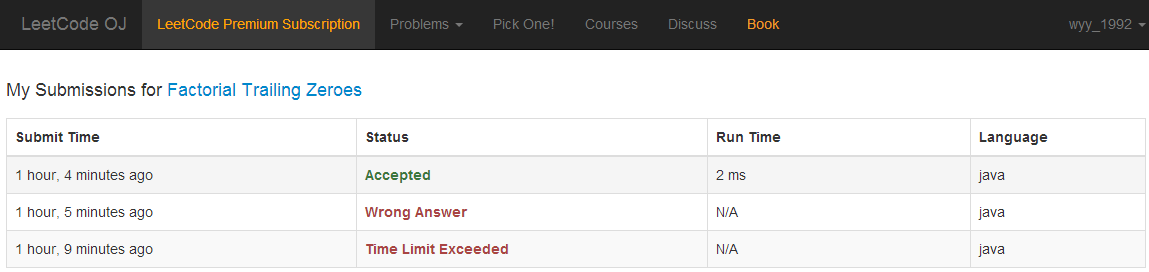 LeetCode OJ LeetCode Premium Subscription Problems Pick One! Courses Discuss Book wyy_1992
My Submissions for Factorial Trailing Zeroes
Submit Time Status Run Time Language
1 hour, 4 minutes ago Accepted 2 ms java
1 hour, 5 minutes ago Wrong Answer N/A java
1 hour, 9 minutes ago Time Limit Exceeded N/A java